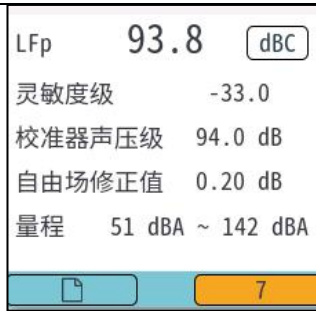 LFp 93.8 dBC
灵敏度级 -33.0
校准器声压级 94.0 dB
自由场修正值 0.20 dB
量程 51 dBA ~ 142 dBA
7